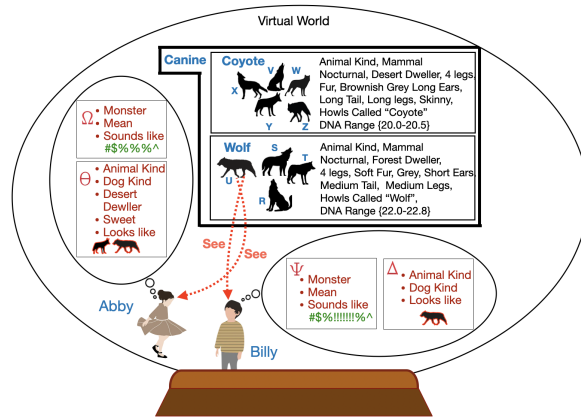 Virtual World
Canine
Coyote
V
W
X
Y
Z
Animal Kind, Mammal
Nocturnal, Desert Dweller, 4 legs,
Fur, Brownish Grey Long Ears,
Long Tail, Long legs, Skinny,
Howls Called “Coyote”
DNA Range {20.0-20.5}
Wolf
S
T
U
R
Animal Kind, Mammal
Nocturnal, Forest Dweller,
4 legs, Soft Fur, Grey, Short Ears
Medium Tail, Medium Legs,
Howls Called “Wolf”,
DNA Range {22.0-22.8}
Ω
• Monster
• Mean
• Sounds like
#$%%%^
Θ
• Animal Kind
• Dog Kind
• Desert
Dewller
• Sweet
• Looks like
See
See
Abby
Billy
Ψ
• Monster
• Mean
• Sounds like
#$%!!!!!!!%^
Δ
• Animal Kind
• Dog Kind
• Looks like